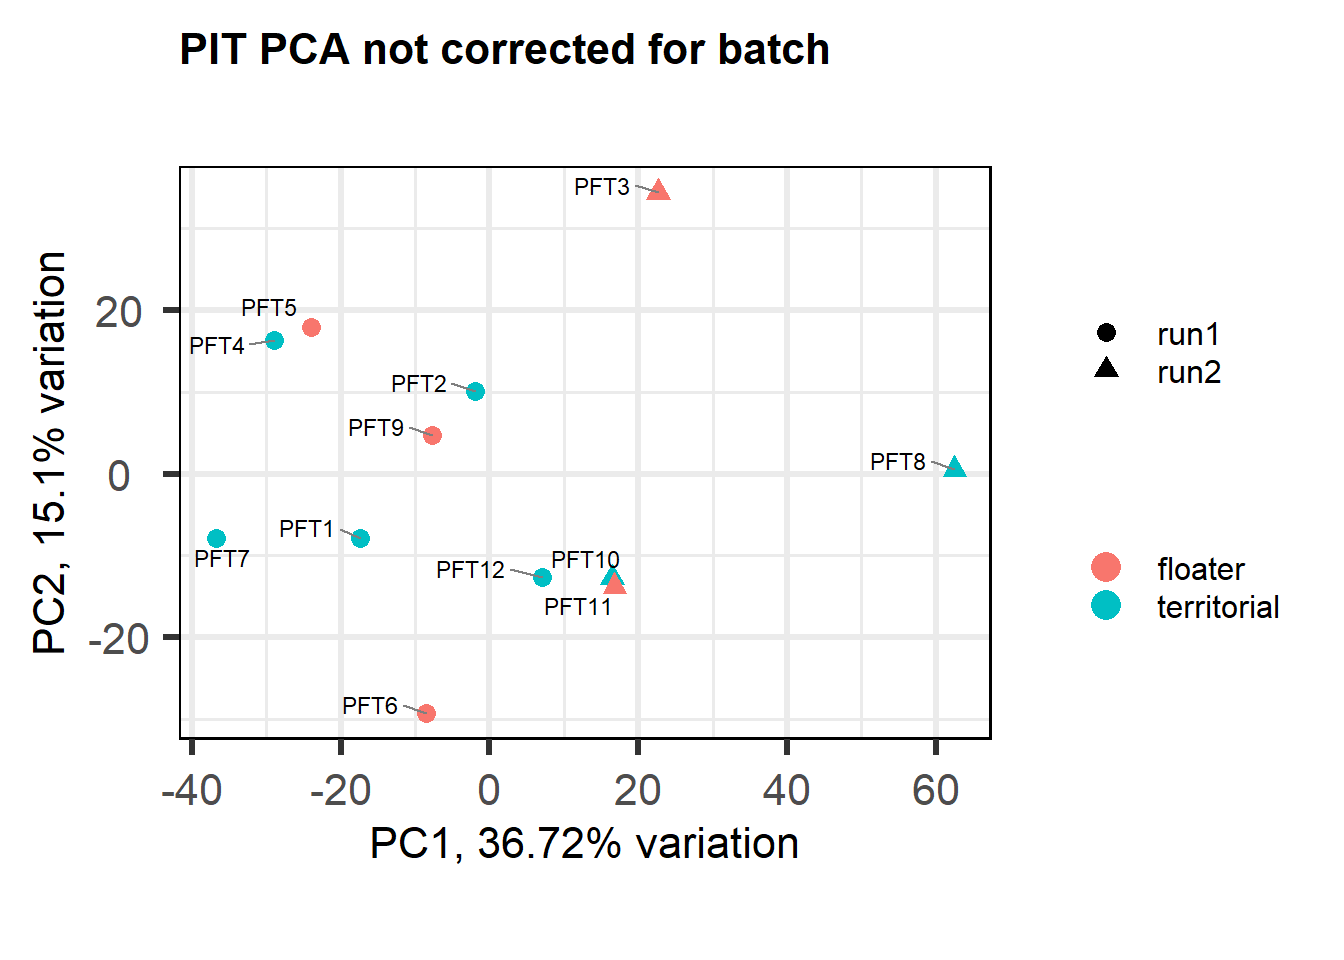 PIT PCA not corrected for batch
PFT3
PFT5
PFT4
PFT2
PFT9
PFT8
PFT1
PFT7
PFT10
PFT12
PFT11
PFT6
20
0
-20
PC2, 15.1% variation
-40 -20 0 20 40 60
PC1, 36.72% variation
run1
run2
floater
territorial